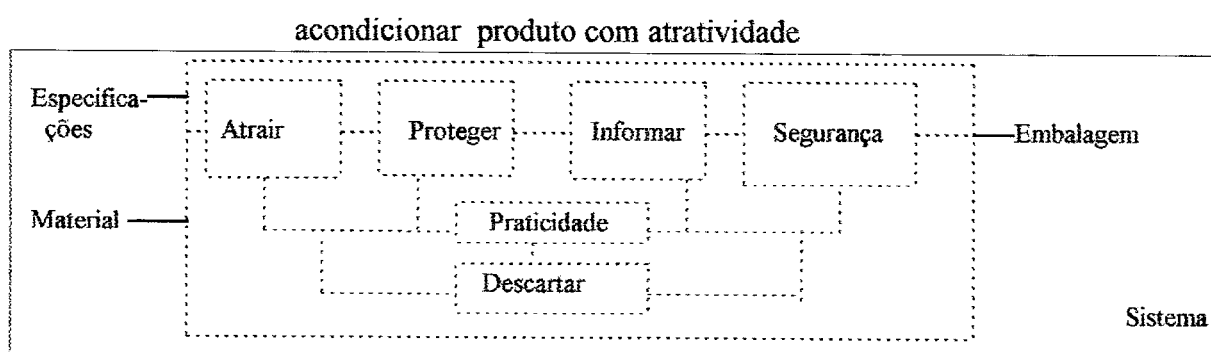 acondicionar produto com atratividade
Especifica-
ções
Atrair
Proteger
Informar
Segurança
Embalagem
Material
Praticidade
Descartar
Sistema